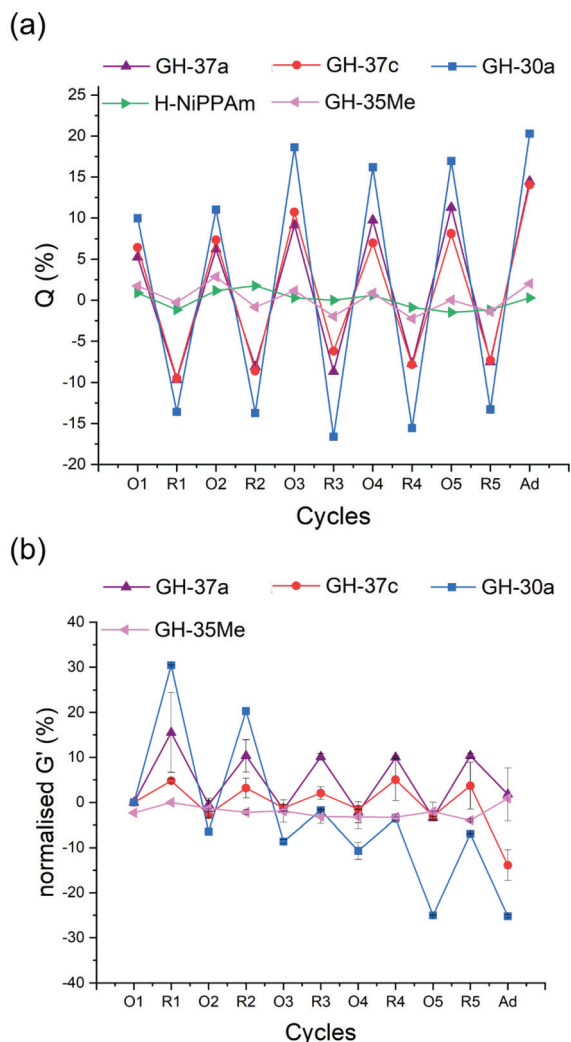 (a)
GH-37a GH-37c GH-30a
H-NiPPAm GH-35Me
25
20
15
10
5
0
-5
-10
-15
-20
Q (%)
O1 R1 O2 R2 O3 R3 O4 R4 O5 R5 Ad
Cycles
(b)
GH-37a GH-37c GH-30a
GH-35Me
40
30
20
10
0
-10
-20
-30
-40
normalised G' (%)
O1 R1 O2 R2 O3 R3 O4 R4 O5 R5 Ad
Cycles